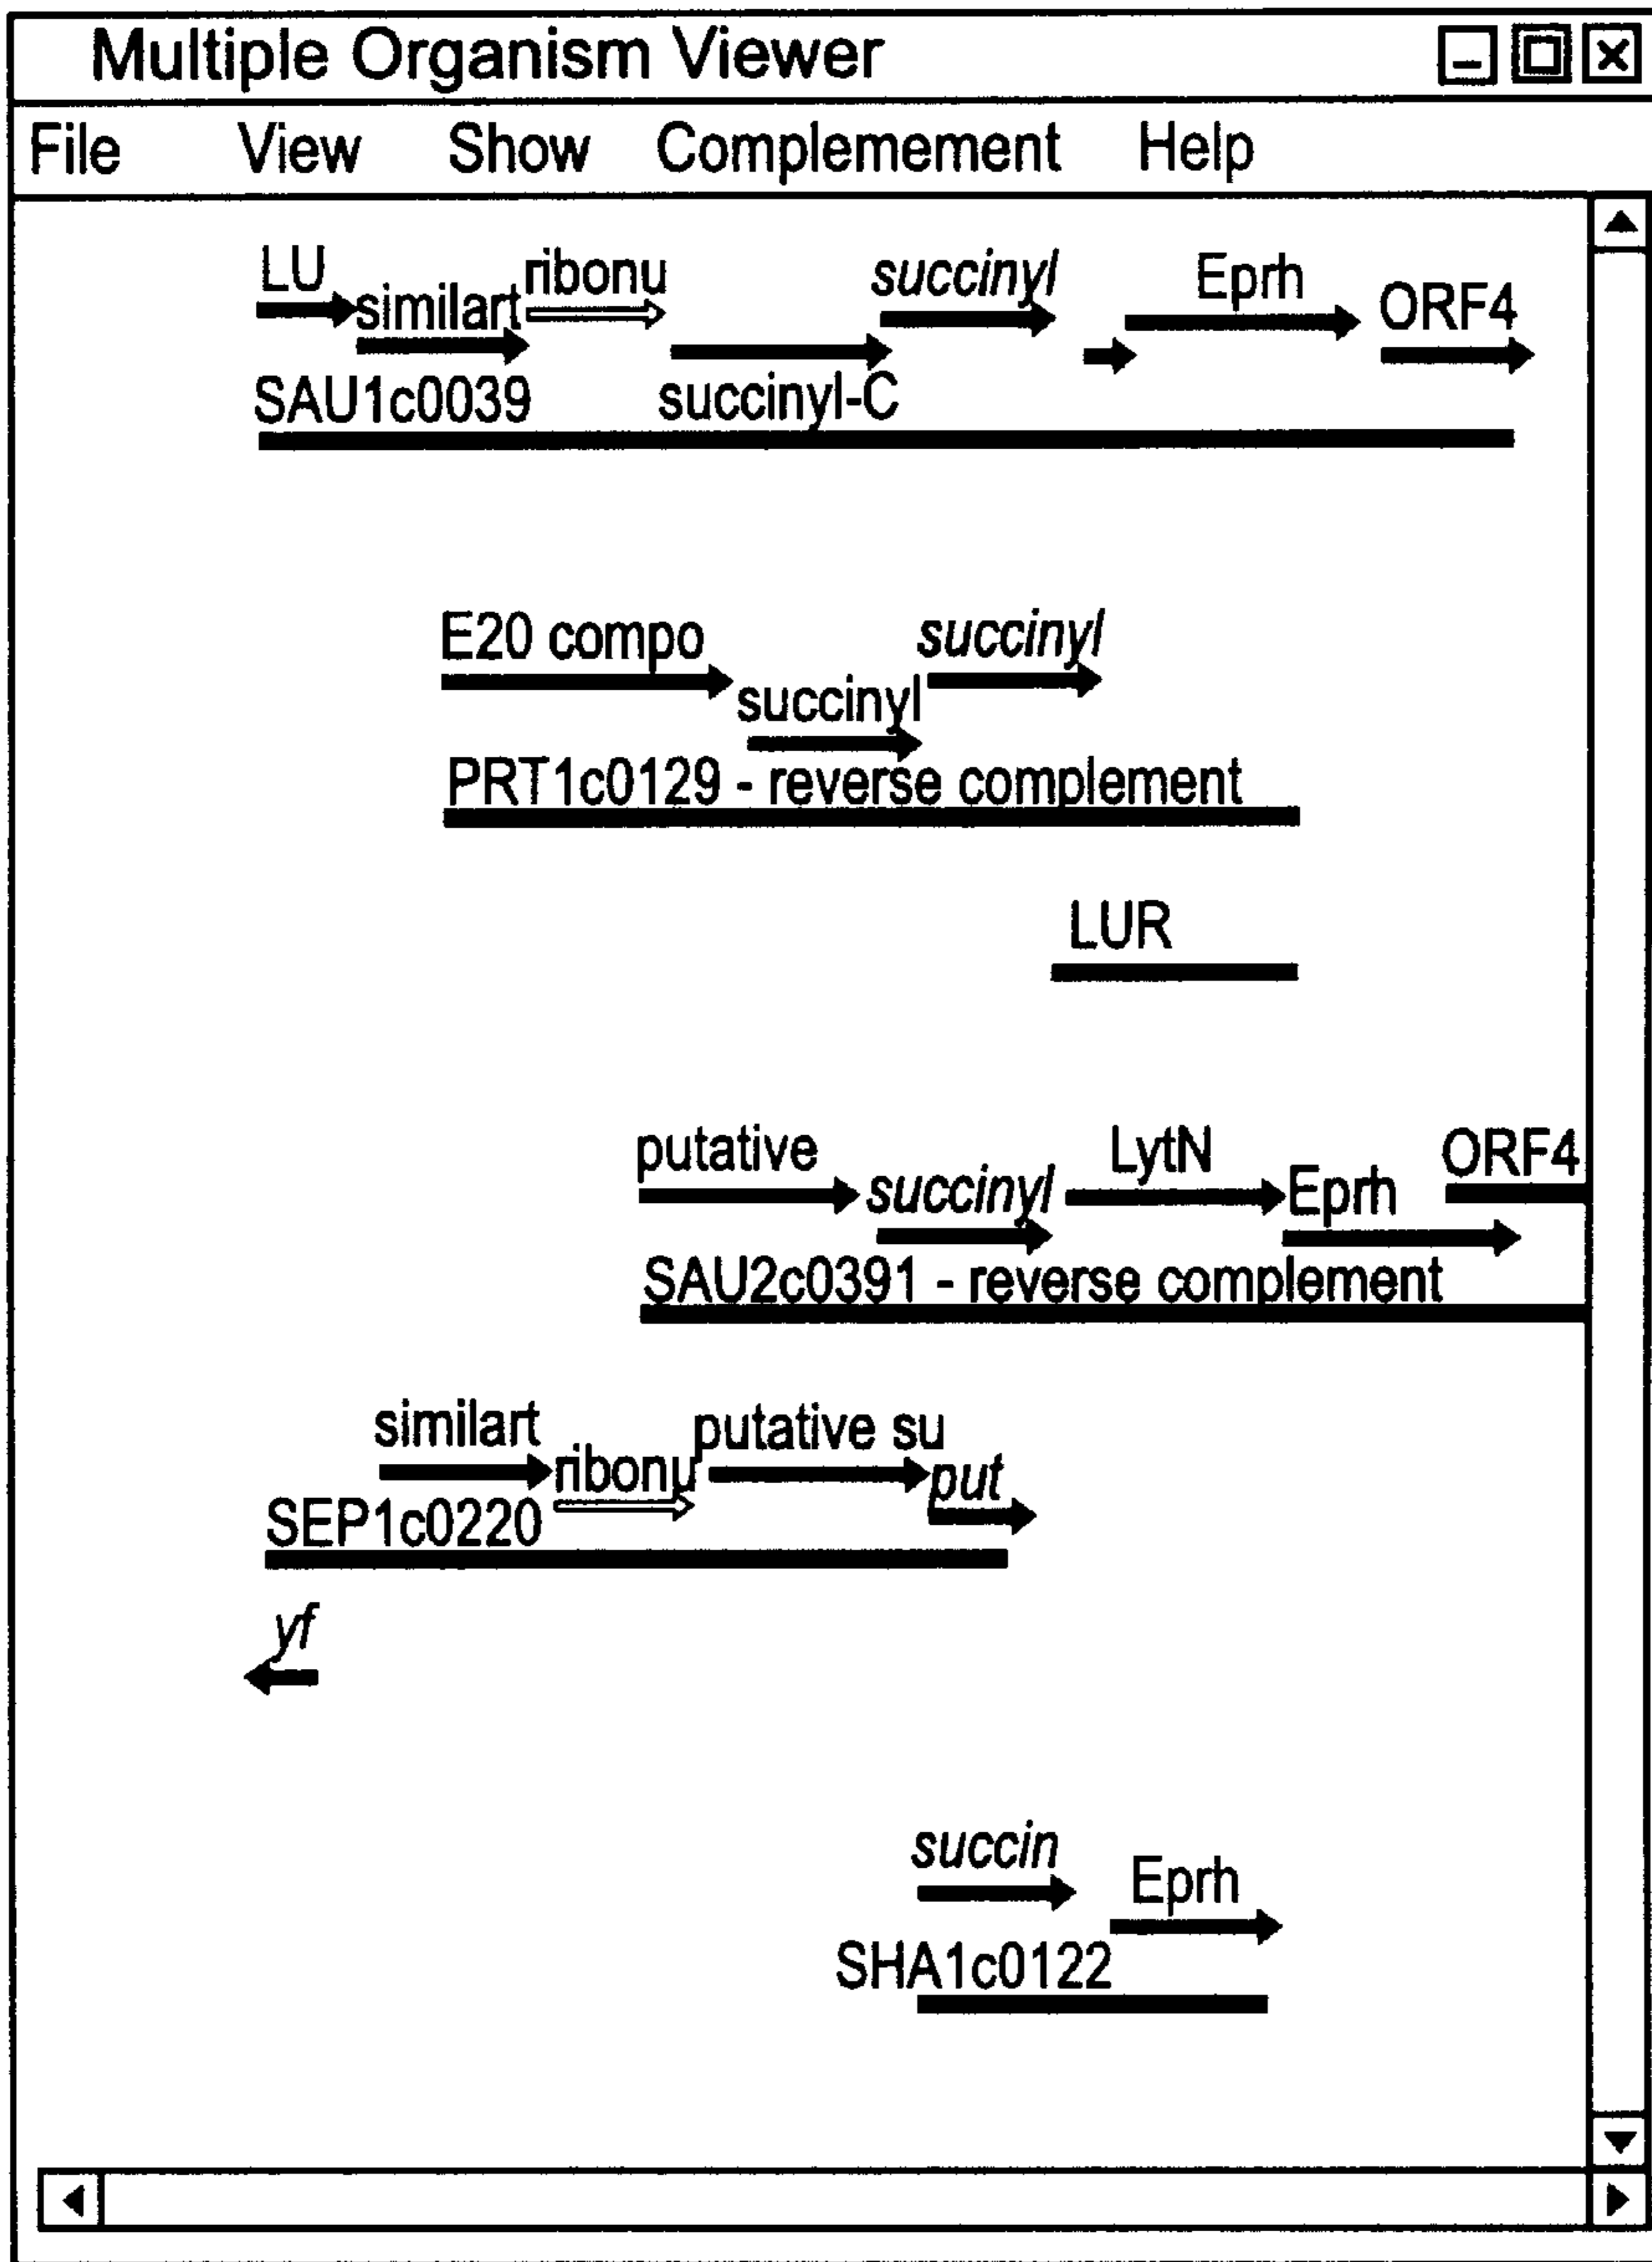 Multiple Organism Viewer
File View Show Complemement Help
LU similart ribonu succinyl Eprh ORF4
SAU1c0039 succinyl-C
E20 compo succinyl succinyl
PRT1c0129 - reverse complement
LUR
putative succinyl LytN Eprh ORF4
SAU2c0391 - reverse complement
similart ribonu putative su put
SEP1c0220
yf
succin Eprh
SHA1c0122